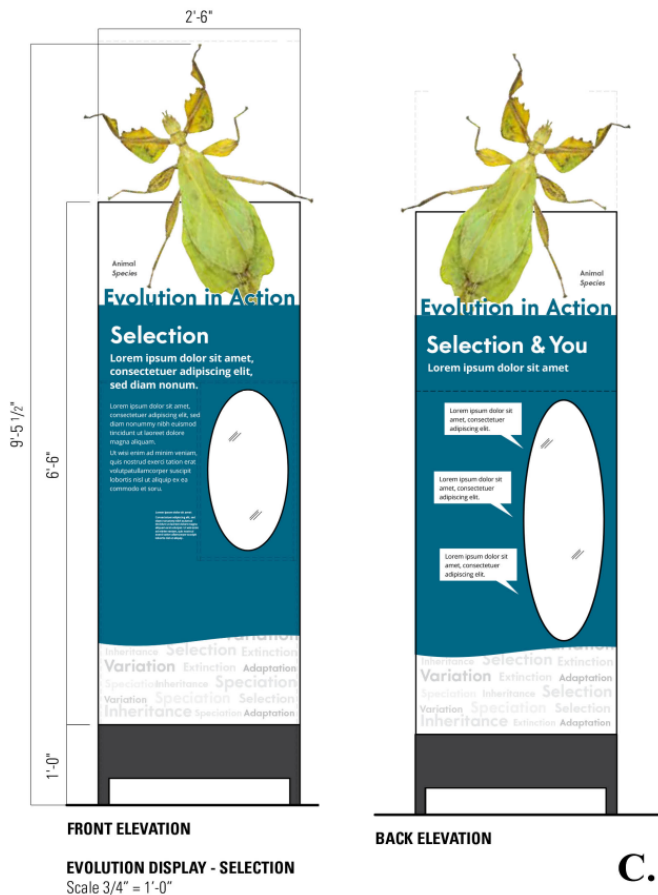 2'-6"
9'-5 1/2"
6'-6"
1'-0"
Animal
Species
Evolution in Action
Selection
Lorem ipsum dolor sit amet,
consectetuer adipiscing elit,
sed diam nonum.
Lorem ipsum dolor sit amet,
consectetuer adipiscing elit, sed
diam nonummy nibh euismod
tincidunt ut laoreet dolore
magna aliquam.
Ut wisi enim ad minim veniam,
quis nostrud exerci tation erat
volutpatullamcorper suscipit
lobortis nisl ut aliquip ex ea
commodo et soru.
Variation
Inheritance Selection Extinction
Variation Extinction Adaptation
SpeciationInheritance Speciation
Variation Speciation Selection
Inheritance Speciation Adaptation
FRONT ELEVATION
EVOLUTION DISPLAY - SELECTION
Scale 3/4" = 1'-0"
Animal
Species
Evolution in Action
Selection & You
Lorem ipsum dolor sit amet
Lorem ipsum dolor sit
amet, consectetuer
adipiscing elit.
Lorem ipsum dolor sit
amet, consectetuer
adipiscing elit.
Lorem ipsum dolor sit
amet, consectetuer
adipiscing elit.
Inheritance Selection Extinction
Variation Extinction Adaptation
Speciation Inheritance Selection
Variation Speciation Selection
Inheritance Extinction Adaptation
BACK ELEVATION
C.